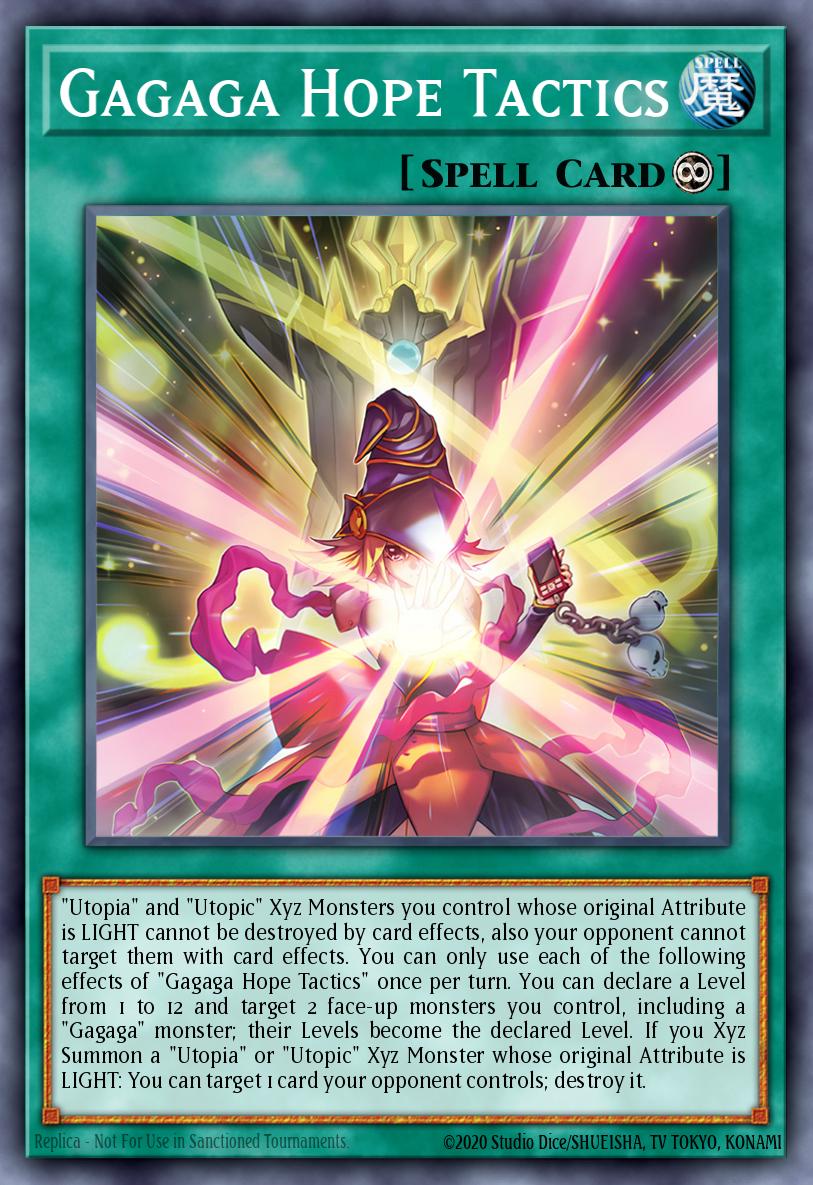 Gagaga Hope Tactics
SPELL
魔
[Spell Card♾]
"Utopia" and "Utopic" Xyz Monsters you control whose original Attribute
is LIGHT cannot be destroyed by card effects, also your opponent cannot
target them with card effects. You can only use each of the following
effects of "Gagaga Hope Tactics" once per turn. You can declare a Level
from 1 to 12 and target 2 face-up monsters you control, including a
"Gagaga" monster; their Levels become the declared Level. If you Xyz
Summon a "Utopia" or "Utopic" Xyz Monster whose original Attribute is
LIGHT: You can target 1 card your opponent controls; destroy it.
Replica - Not For Use in Sanctioned Tournaments.
©2020 Studio Dice/SHUEISHA, TV TOKYO, KONAMI